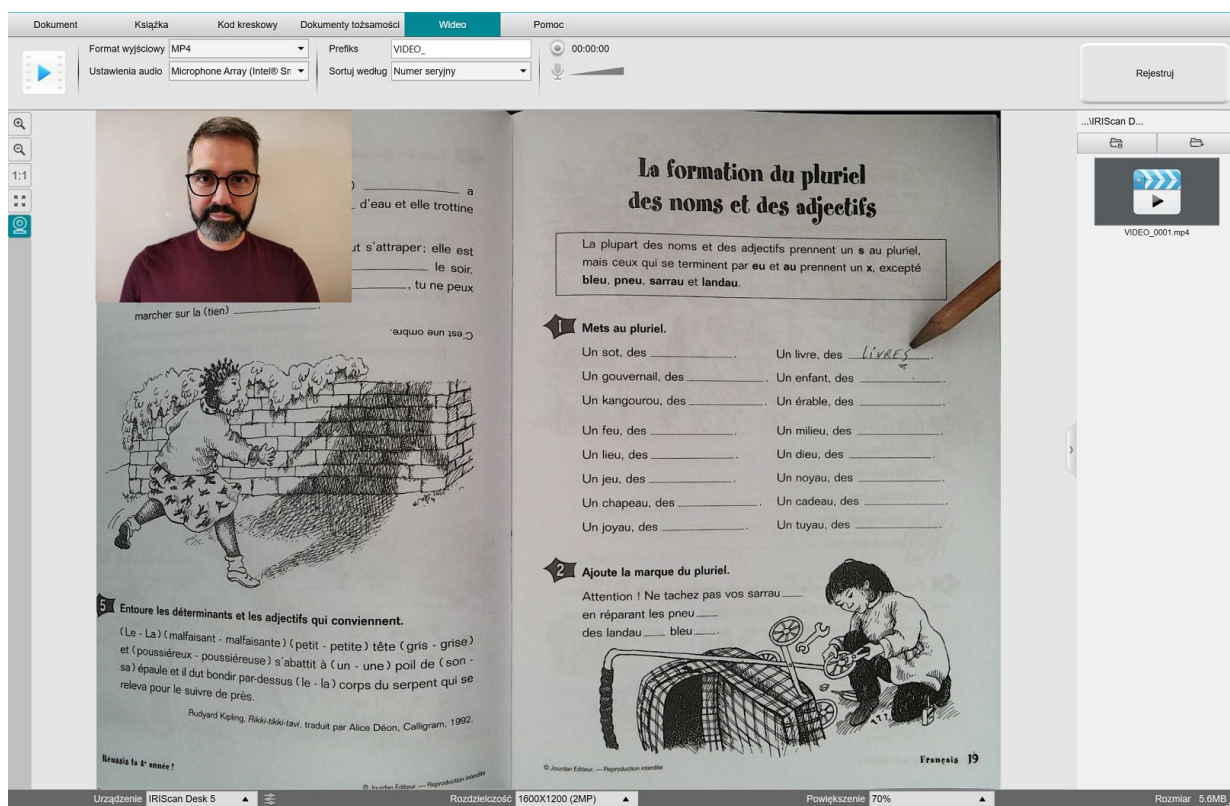 Dokument Książka Kod kreskowy Dokumenty tożsamości Wideo Pomoc
Format wyjściowy MP4 Prefiks VIDEO_ 00:00:00
Ustawienia audio Microphone Array (Intel® Sr Sortuj według Numer seryjny
Rejestruj
...\IRIScan D...
VIDEO_0001.mp4
1:1
a
d'eau et elle trottine
ut s'attraper ; elle est
le soir,
, tu ne peux
marcher sur la (tien) .
C'est une ombre.
5 Entoure les déterminants et les adjectifs qui conviennent.
(Le - La) (malfaisant - malfaisante) (petit - petite) tête (gris - grise)
et (poussiéreux - poussiéreuse) s'abattit à (un - une) poil de (son -
sa) épaule et il dut bondir par-dessus (le - la) corps du serpent qui se
releva pour le suivre de près.
Rudyard Kipling, Rikki-tikki-tavi, traduit par Alice Déon, Calligram, 1992.
Réussis ta 4e année !
© Jourdan Éditeur. — Reproduction interdite
La formation du pluriel
des noms et des adjectifs
La plupart des noms et des adjectifs prennent un s au pluriel,
mais ceux qui se terminent par eu et au prennent un x, excepté
bleu, pneu, sarrau et landau.
1 Mets au pluriel.
Un sot, des . Un livre, des LIVRES.
Un gouvernail, des . Un enfant, des .
Un kangourou, des . Un érable, des .
Un feu, des . Un milieu, des .
Un lieu, des . Un dieu, des .
Un jeu, des . Un noyau, des .
Un chapeau, des . Un cadeau, des .
Un joyau, des . Un tuyau, des .
2 Ajoute la marque du pluriel.
Attention ! Ne tachez pas vos sarrau
en réparant les pneu
des landau bleu .
© Jourdan Éditeur. — Reproduction interdite
Français 19
Urządzenie IRIScan Desk 5 Rozdzielczość 1600X1200 (2MP) Powiększenie 70% Rozmiar 5.6MB